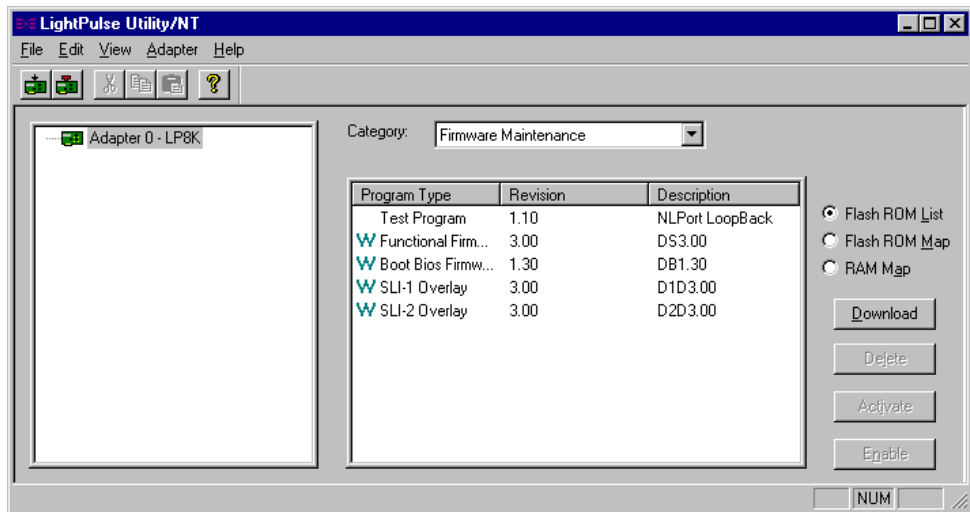 LightPulse Utility/NT
File Edit View Adapter Help
Adapter 0 - LP8K
Category: Firmware Maintenance
Program Type Revision Description
Test Program 1.10 NLPort LoopBack
W Functional Firm... 3.00 DS3.00
W Boot Bios Firmw... 1.30 DB1.30
W SLI-1 Overlay 3.00 D1D3.00
W SLI-2 Overlay 3.00 D2D3.00
Flash ROM List
Flash ROM Map
RAM Map
Download
Delete
Activate
Enable
NUM